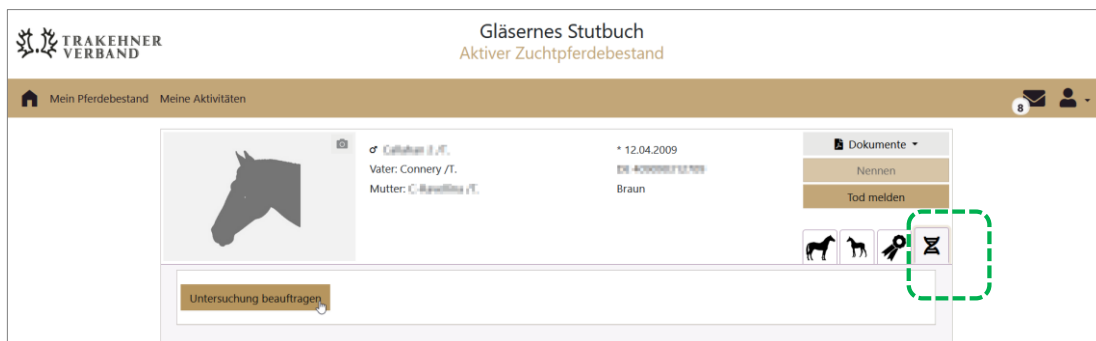 TRAKEHNER
VERBAND
Gläsernes Stutbuch
Aktiver Zuchtpferdebestand
Mein Pferdebestand Meine Aktivitäten
8
♂
* 12.04.2009
Dokumente
Vater: Connery /T.
Nennen
Mutter:
Braun
Tod melden
Untersuchung beauftragen